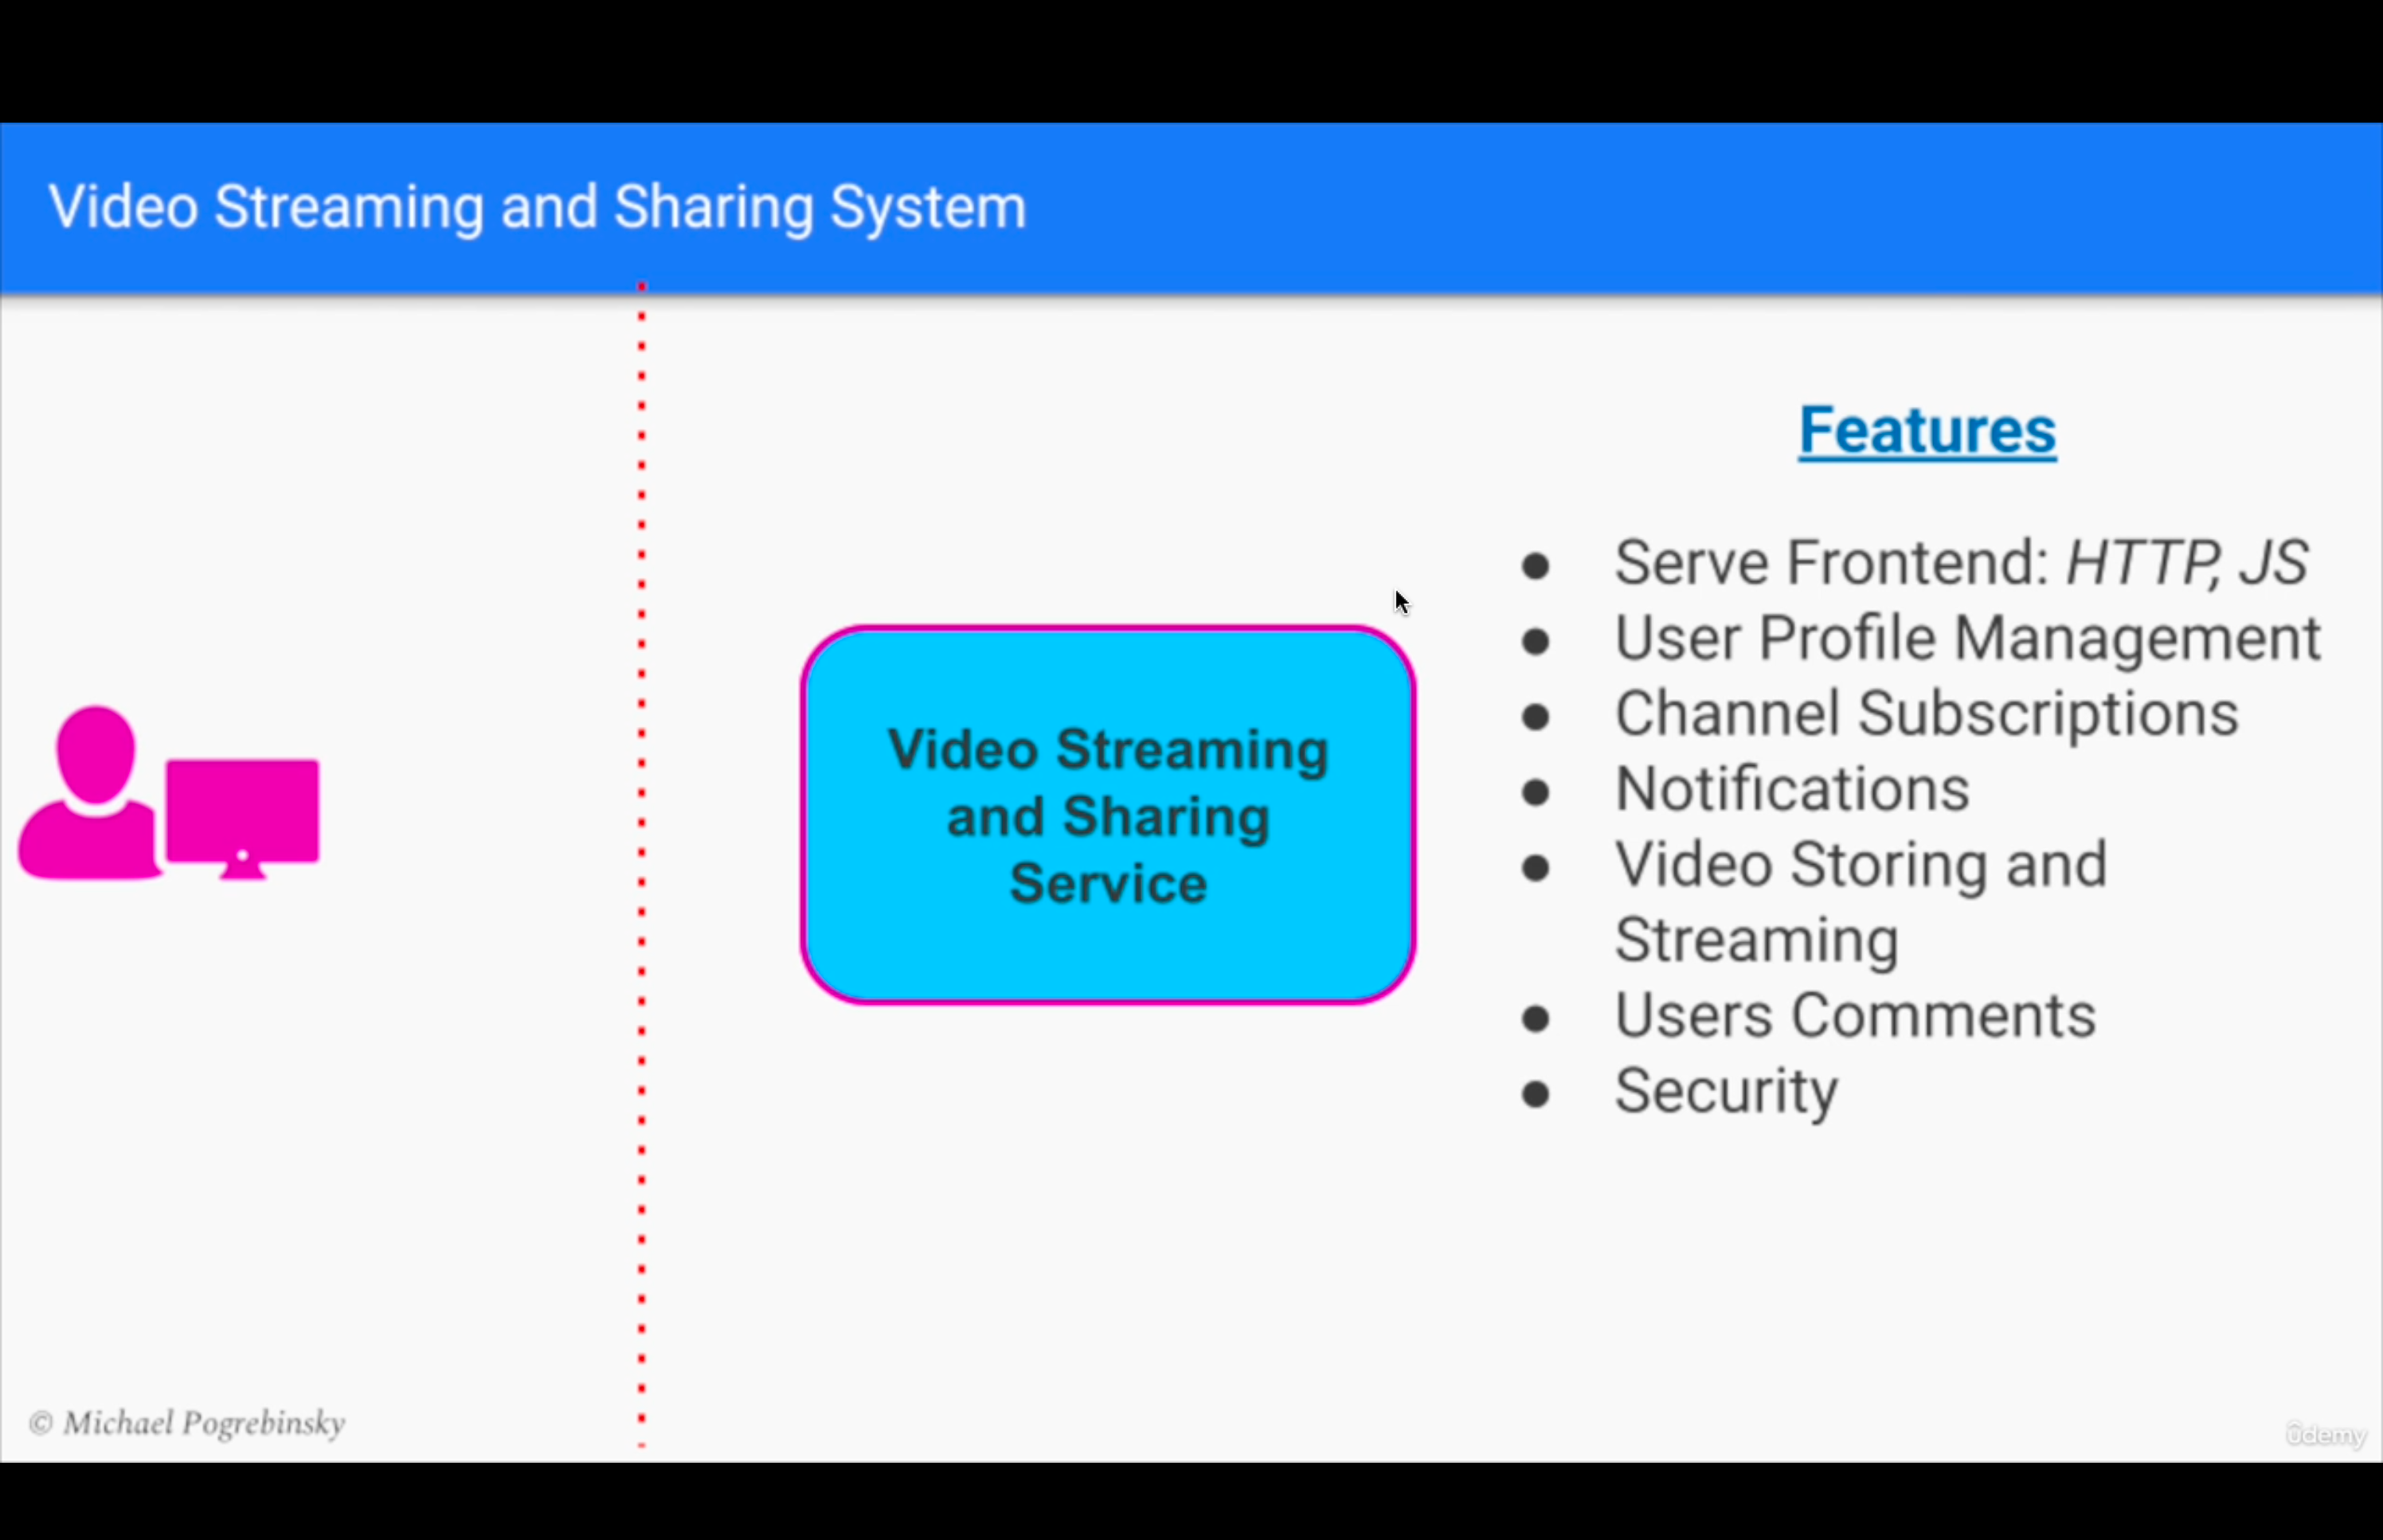 Video Streaming and Sharing System
Features
● Serve Frontend: HTTP, JS
● User Profile Management
● Channel Subscriptions
● Notifications
● Video Storing and
Streaming
● Users Comments
● Security
Video Streaming
and Sharing
Service
© Michael Pogrebinsky
ûdemy